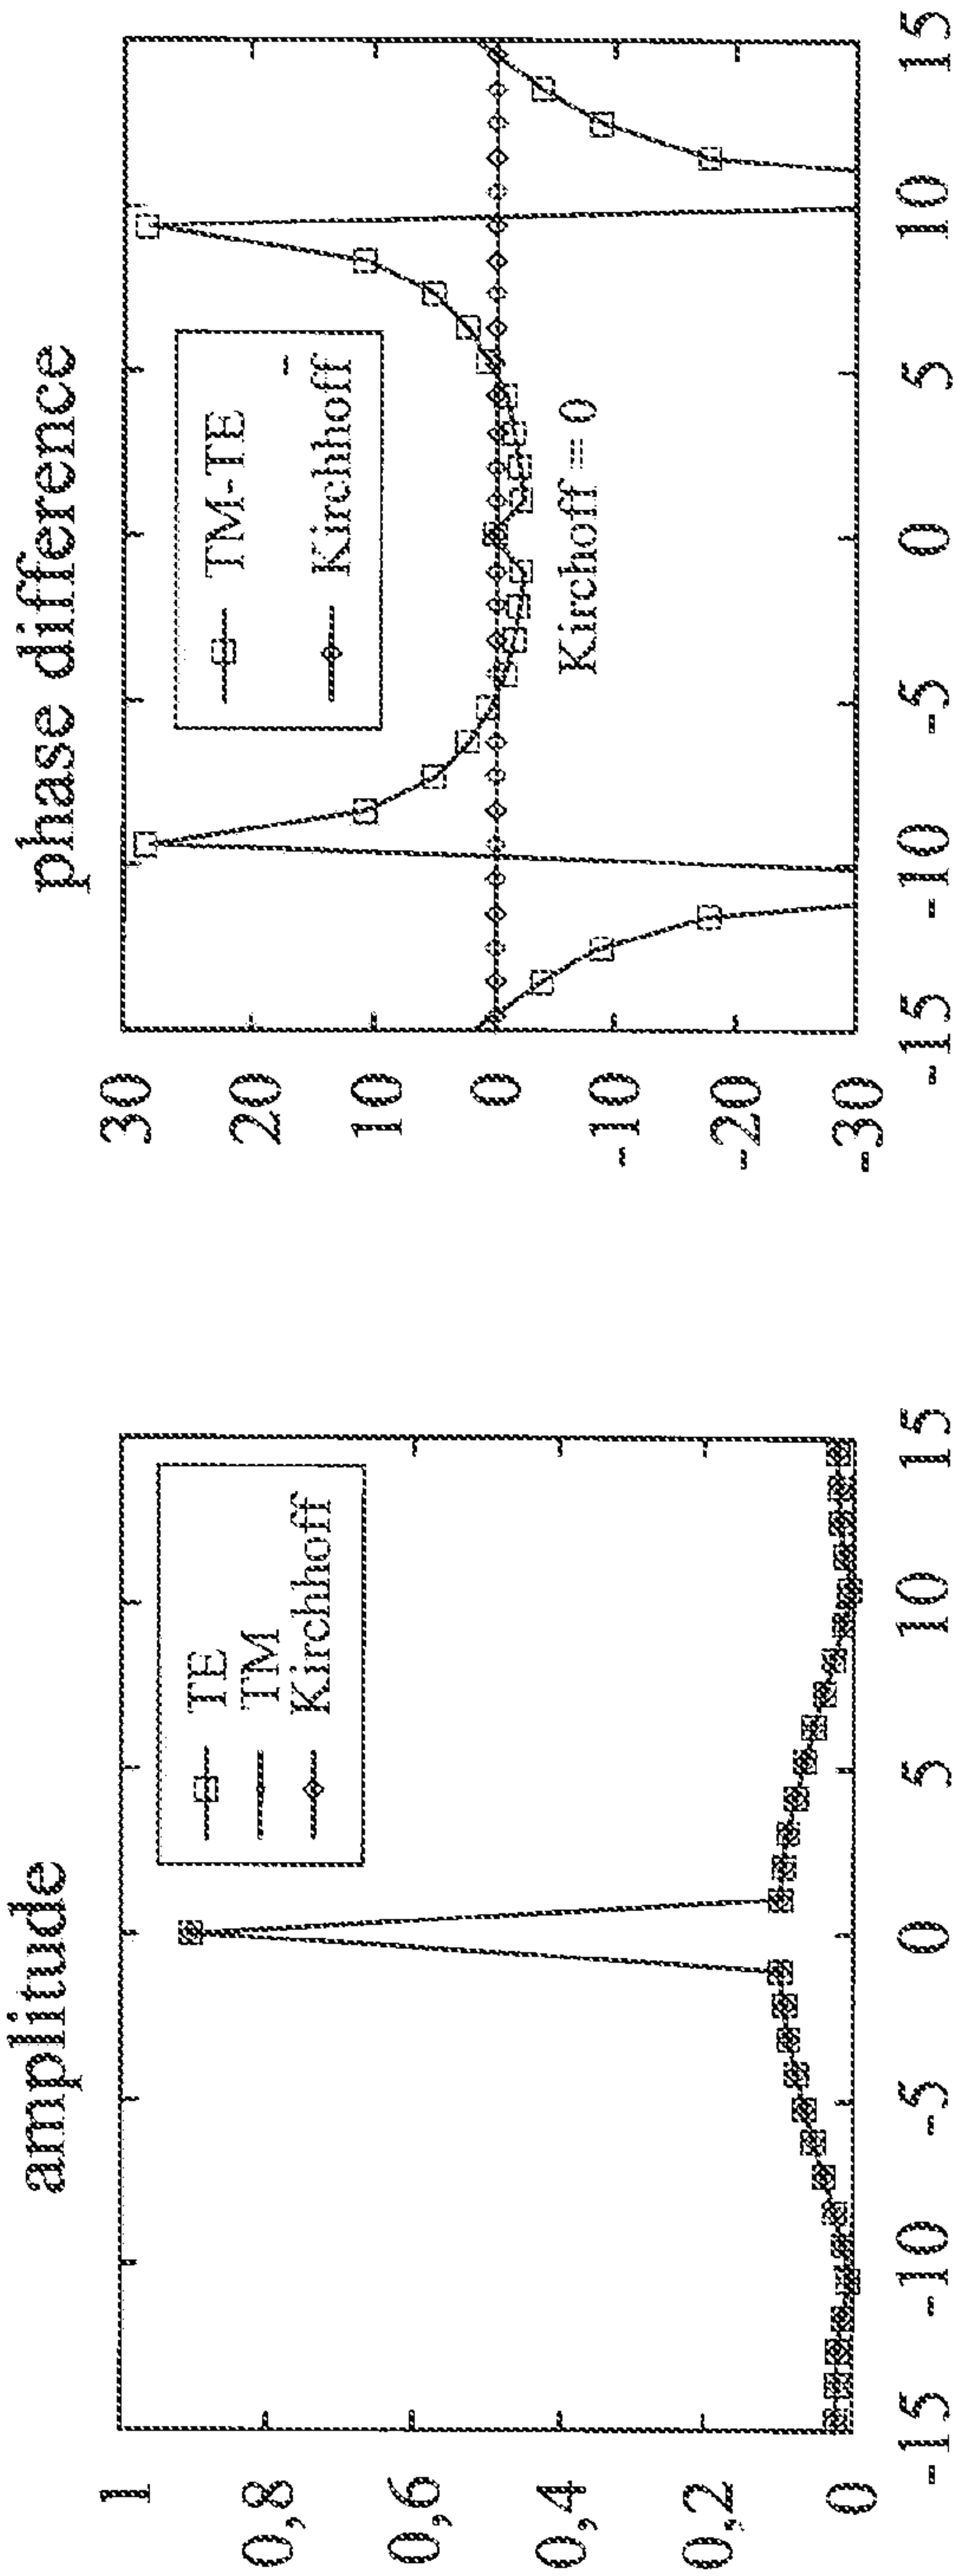 amplitude
1
0,8
0,6
0,4
0,2
0
-15 -10 -5 0 5 10 15
TE
TM
Kirchhoff
phase difference
30
20
10
0
-10
-20
-30
-15 -10 -5 0 5 10 15
TM-TE
Kirchhoff
Kirchoff = 0